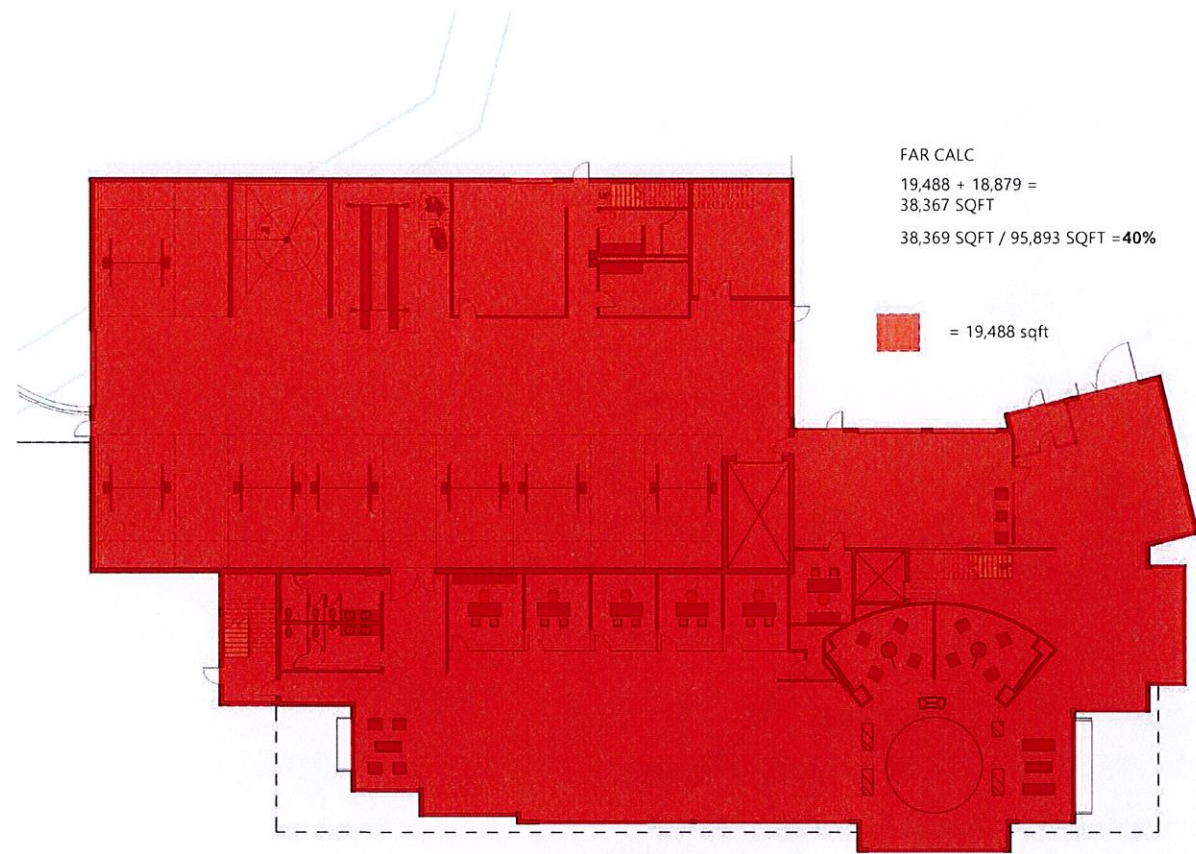 FAR CALC
19,488 + 18,879 =
38,367 SQFT
38,369 SQFT / 95,893 SQFT =40%
= 19,488 sqft